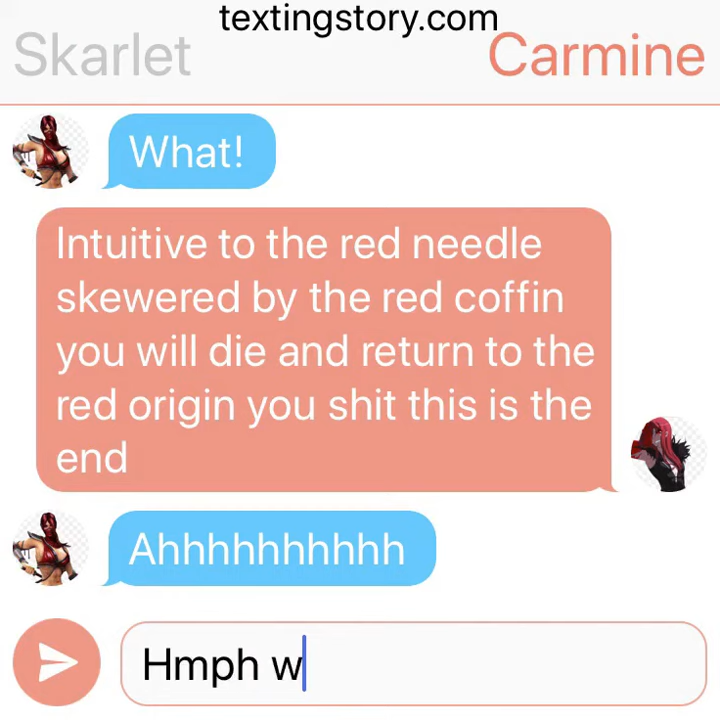 textingstory.com
Skarlet
Carmine
What!
Intuitive to the red needle
skewered by the red coffin
you will die and return to the
red origin you shit this is the
end
Ahhhhhhhhhh
Hmph w